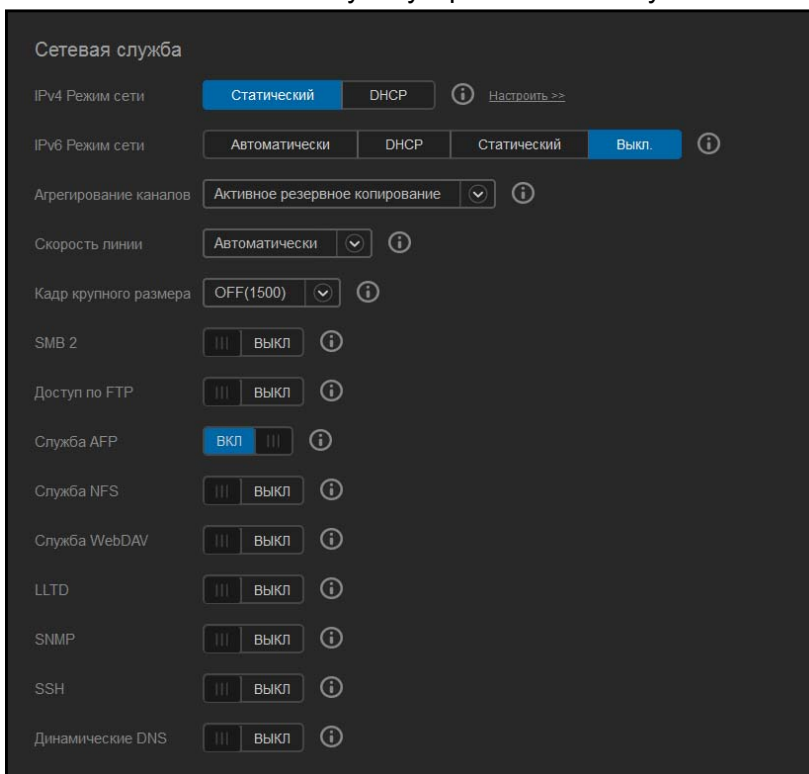 Сетевая служба
IPv4 Режим сети Статический DHCP Настроить >>
IPv6 Режим сети Автоматически DHCP Статический Выкл.
Агрегирование каналов Активное резервное копирование
Скорость линии Автоматически
Кадр крупного размера OFF(1500)
SMB 2 ВЫКЛ
Доступ по FTP ВЫКЛ
Служба AFP ВКЛ
Служба NFS ВЫКЛ
Служба WebDAV ВЫКЛ
LLTD ВЫКЛ
SNMP ВЫКЛ
SSH ВЫКЛ
Динамические DNS ВЫКЛ